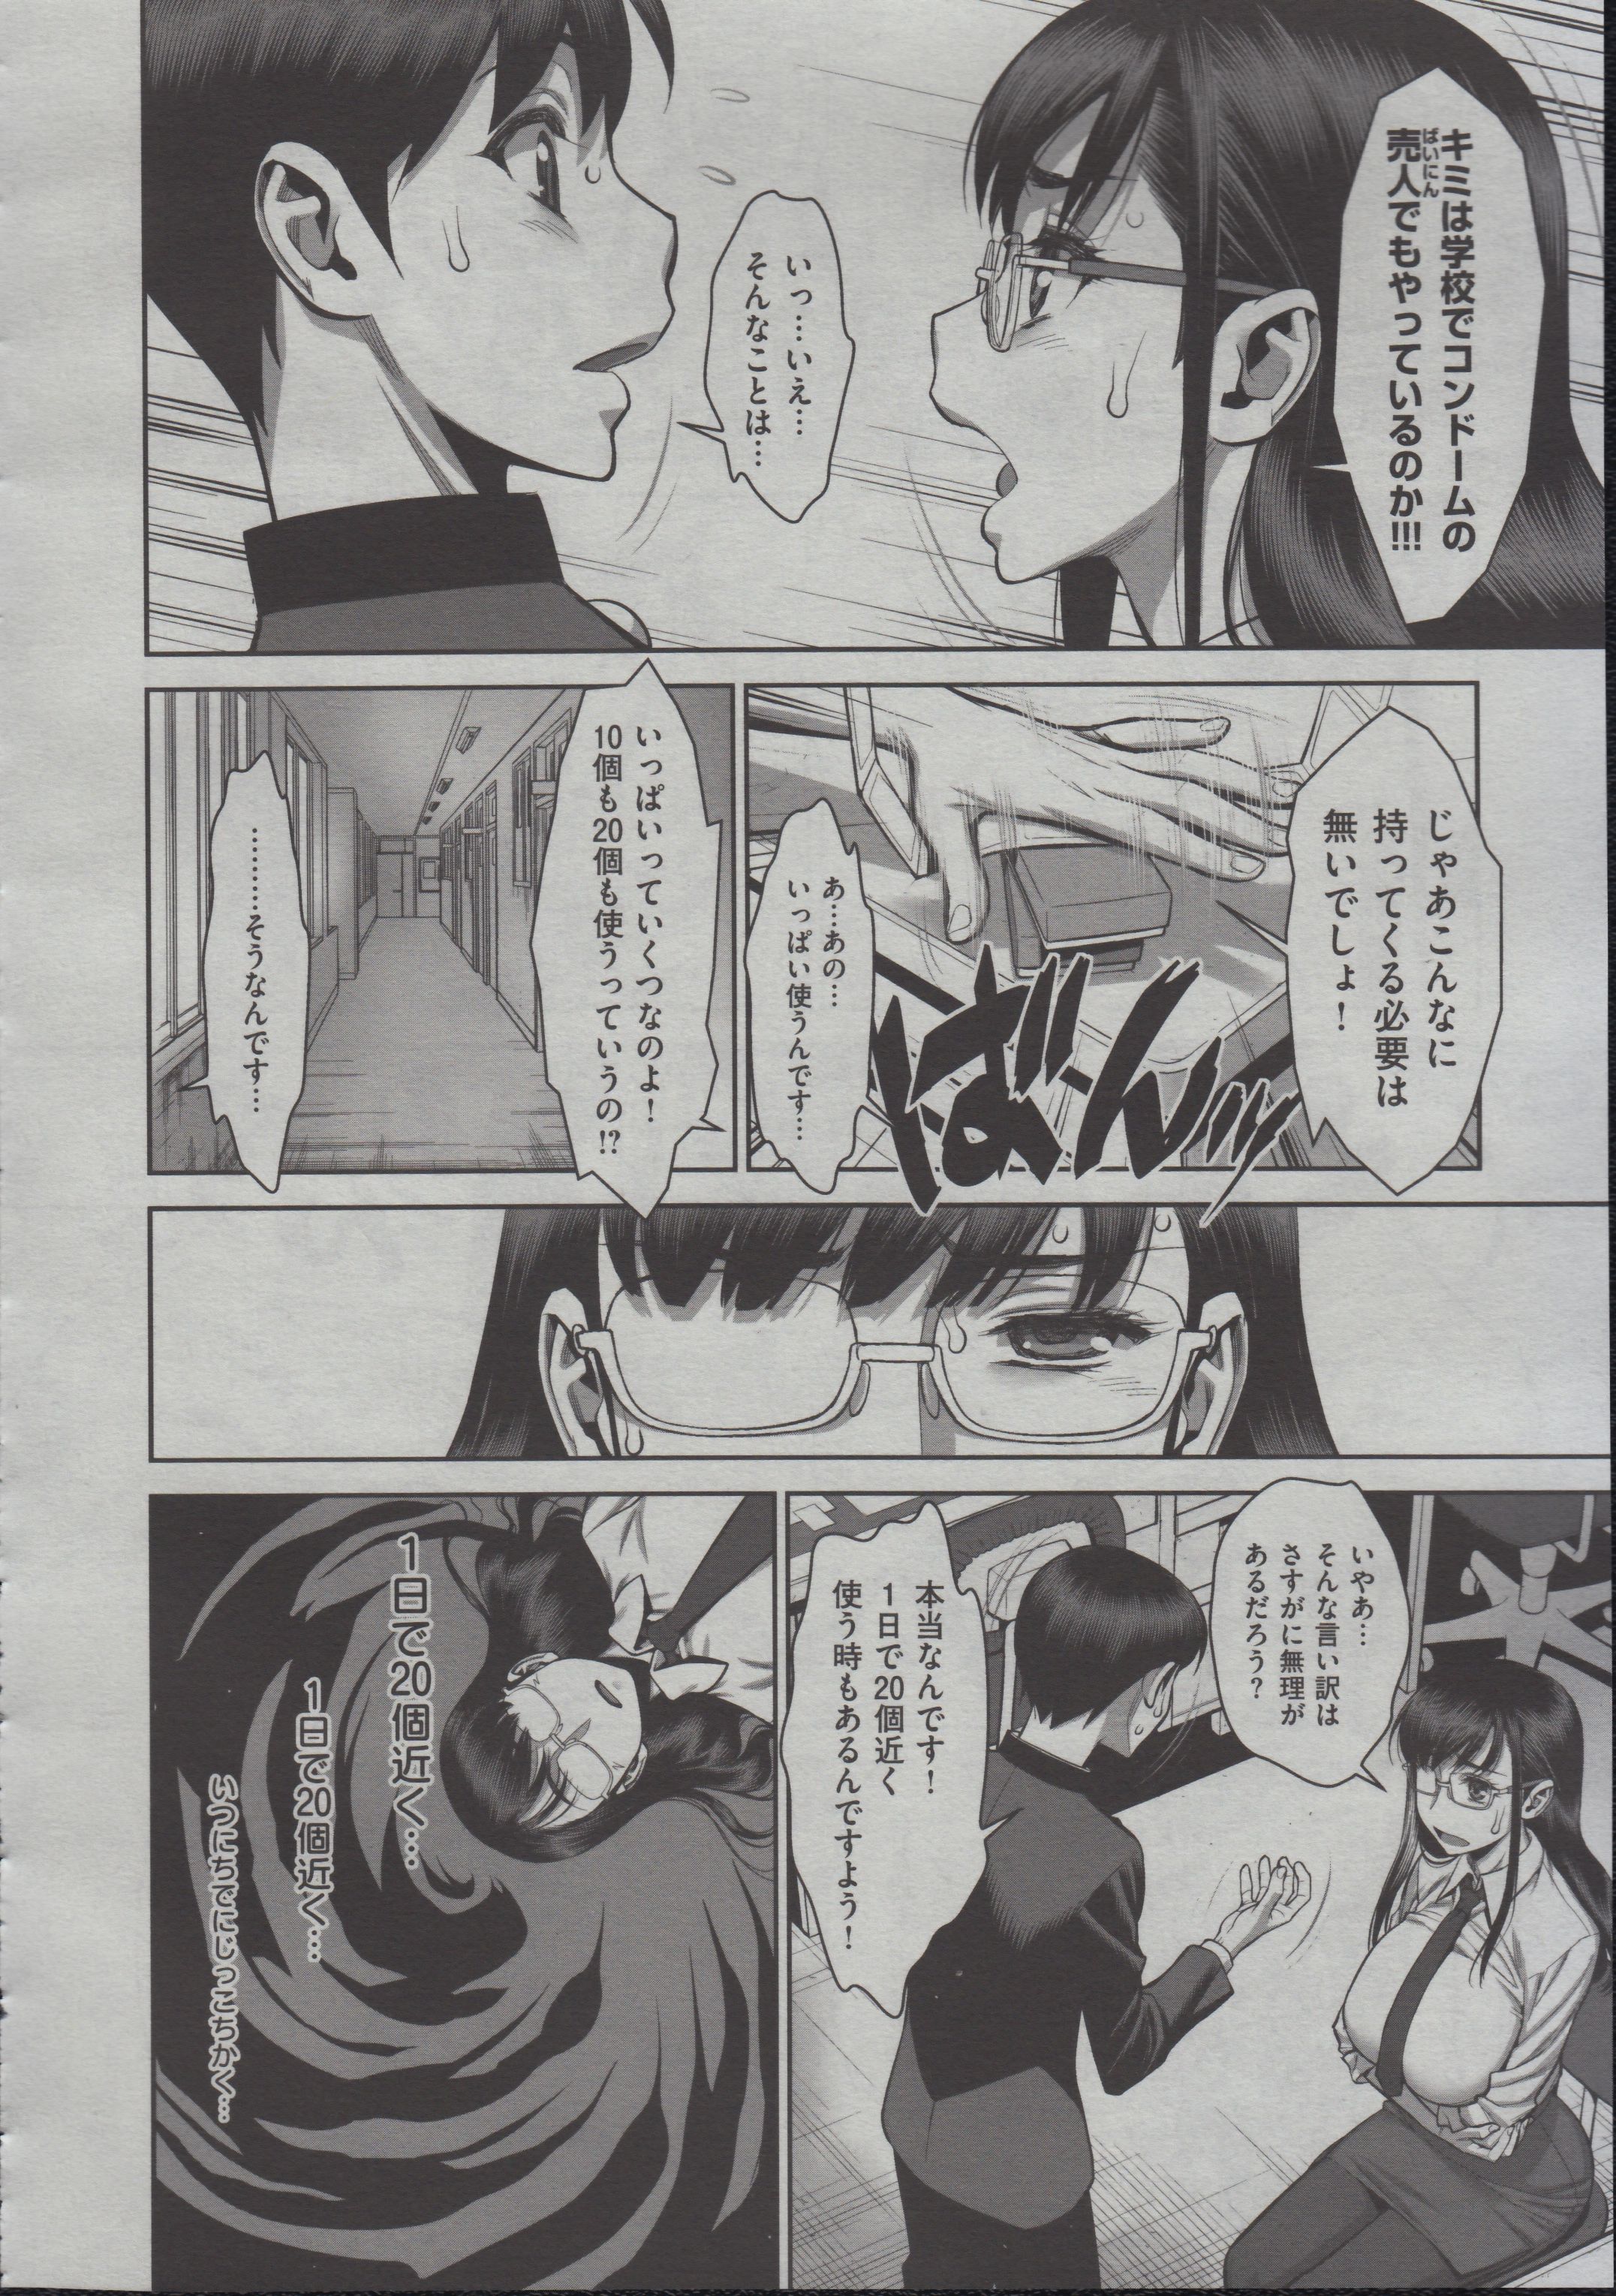 キミは学校でコンドームの
売人でもやっているのか!!!
ばいにん
いっ…いえ…
そんなことは…
じゃあこんなに
持ってくる必要は
無いでしょ！
あ…あの…
いっぱい使うんです…
ばんッ
いっぱいっていくつなのよ！
10個も20個も使うっていうの!?
………そうなんです…
いやあ…
そんな言い訳は
さすがに無理が
あるだろう？
本当なんです！
1日で20個近く
使う時もあるんですよう！
1日で20個近く…
1日で20個近く…
いつにちでにじっこちかく…